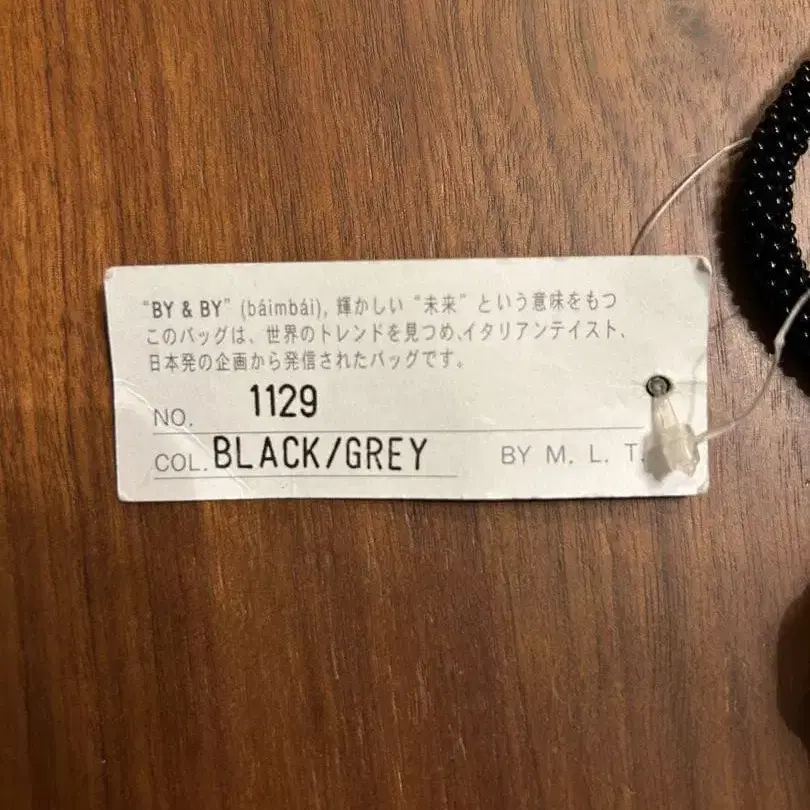 “BY & BY” (báimbái), 輝かしい “未来” という意味をもつ
このバッグは、世界のトレンドを見つめ、イタリアンテイスト、
日本発の企画から発信されたバッグです。
NO. 1129
COL. BLACK/GREY BY M. L. T.